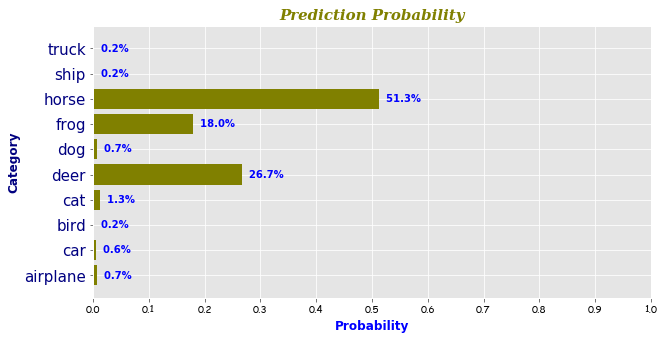 Prediction Probability
truck 0.2%
ship 0.2%
horse 51.3%
frog 18.0%
dog 0.7%
deer 26.7%
cat 1.3%
bird 0.2%
car 0.6%
airplane 0.7%
Category
0.0 0.1 0.2 0.3 0.4 0.5 0.6 0.7 0.8 0.9 1.0
Probability